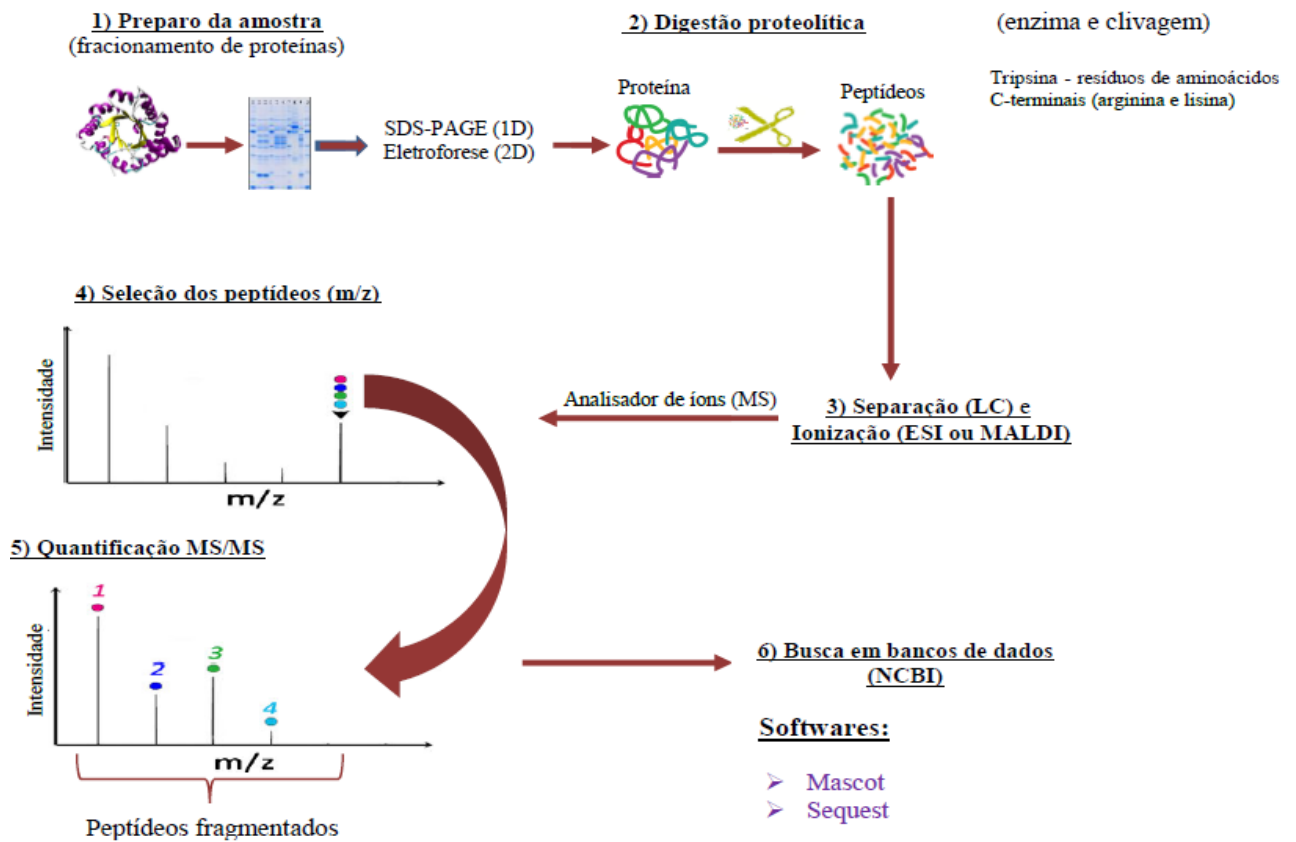 1) Preparo da amostra
(fracionamento de proteínas)
2) Digestão proteolítica
(enzima e clivagem)
Tripsina - resíduos de aminoácidos
C-terminais (arginina e lisina)
SDS-PAGE (1D)
Eletroforese (2D)
Proteína
Peptídeos
3) Separação (LC) e
Ionização (ESI ou MALDI)
Analisador de íons (MS)
4) Seleção dos peptídeos (m/z)
Intensidade
m/z
5) Quantificação MS/MS
Intensidade
1
2
3
4
m/z
Peptídeos fragmentados
6) Busca em bancos de dados
(NCBI)
Softwares:
➢ Mascot
➢ Sequest